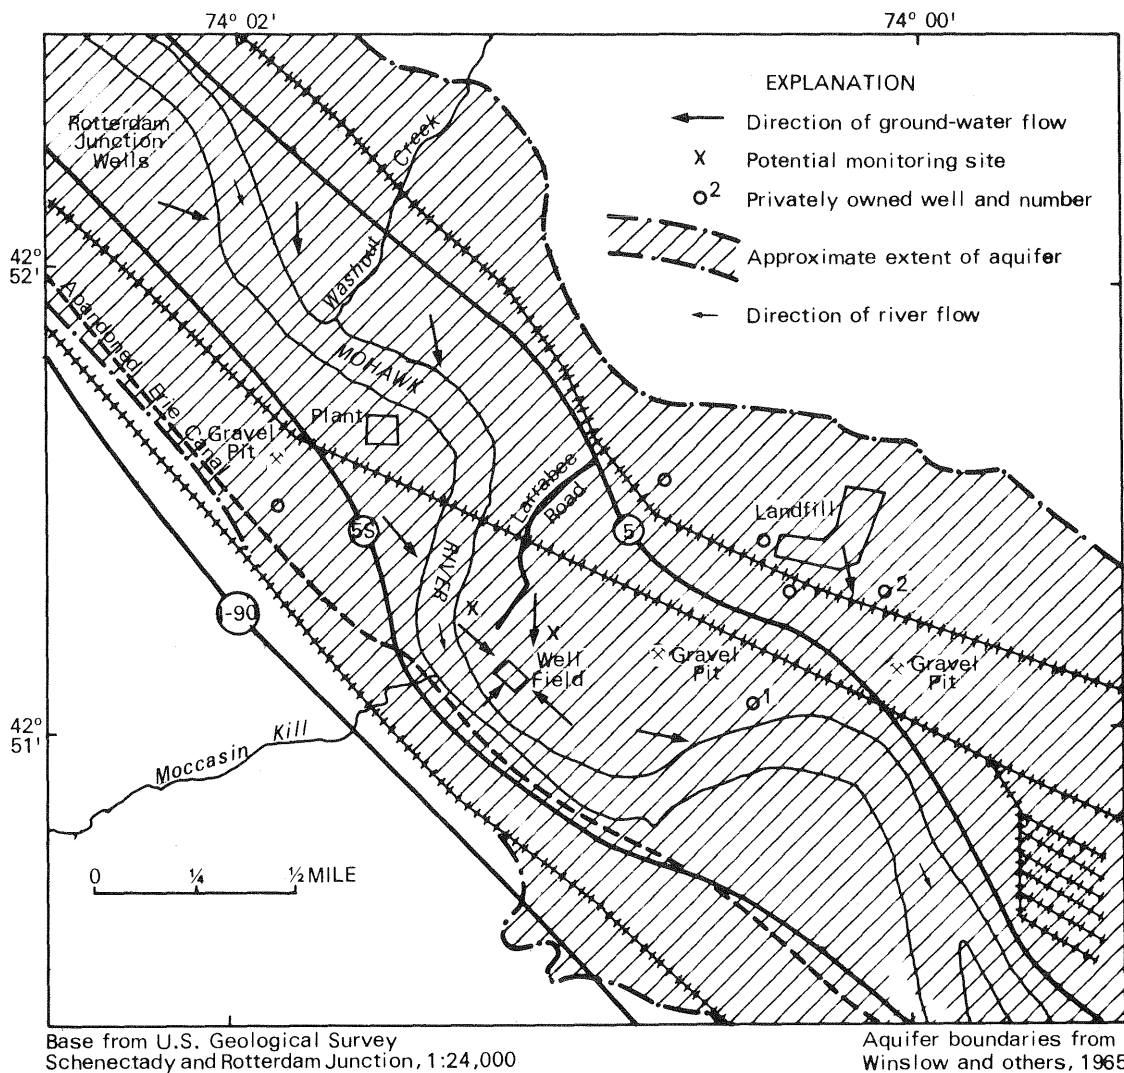 74° 02'
74° 00'
EXPLANATION
Direction of ground-water flow
X Potential monitoring site
2 Privately owned well and number
Approximate extent of aquifer
Direction of river flow
Rotterdam
Junction
Wells
Washout Creek
42°
52'
Abandoned Erie Canal
MOHAWK
RIVER
Plant
Gravel
Pit
Larrabee
Road
Landfill
5S
5
I-90
2
X
X
Well
Field
Gravel
Pit
Gravel
Pit
1
42°
51'
Moccasin Kill
0 ¼ ½ MILE
Base from U.S. Geological Survey
Schenectady and Rotterdam Junction, 1:24,000
Aquifer boundaries from
Winslow and others, 1965